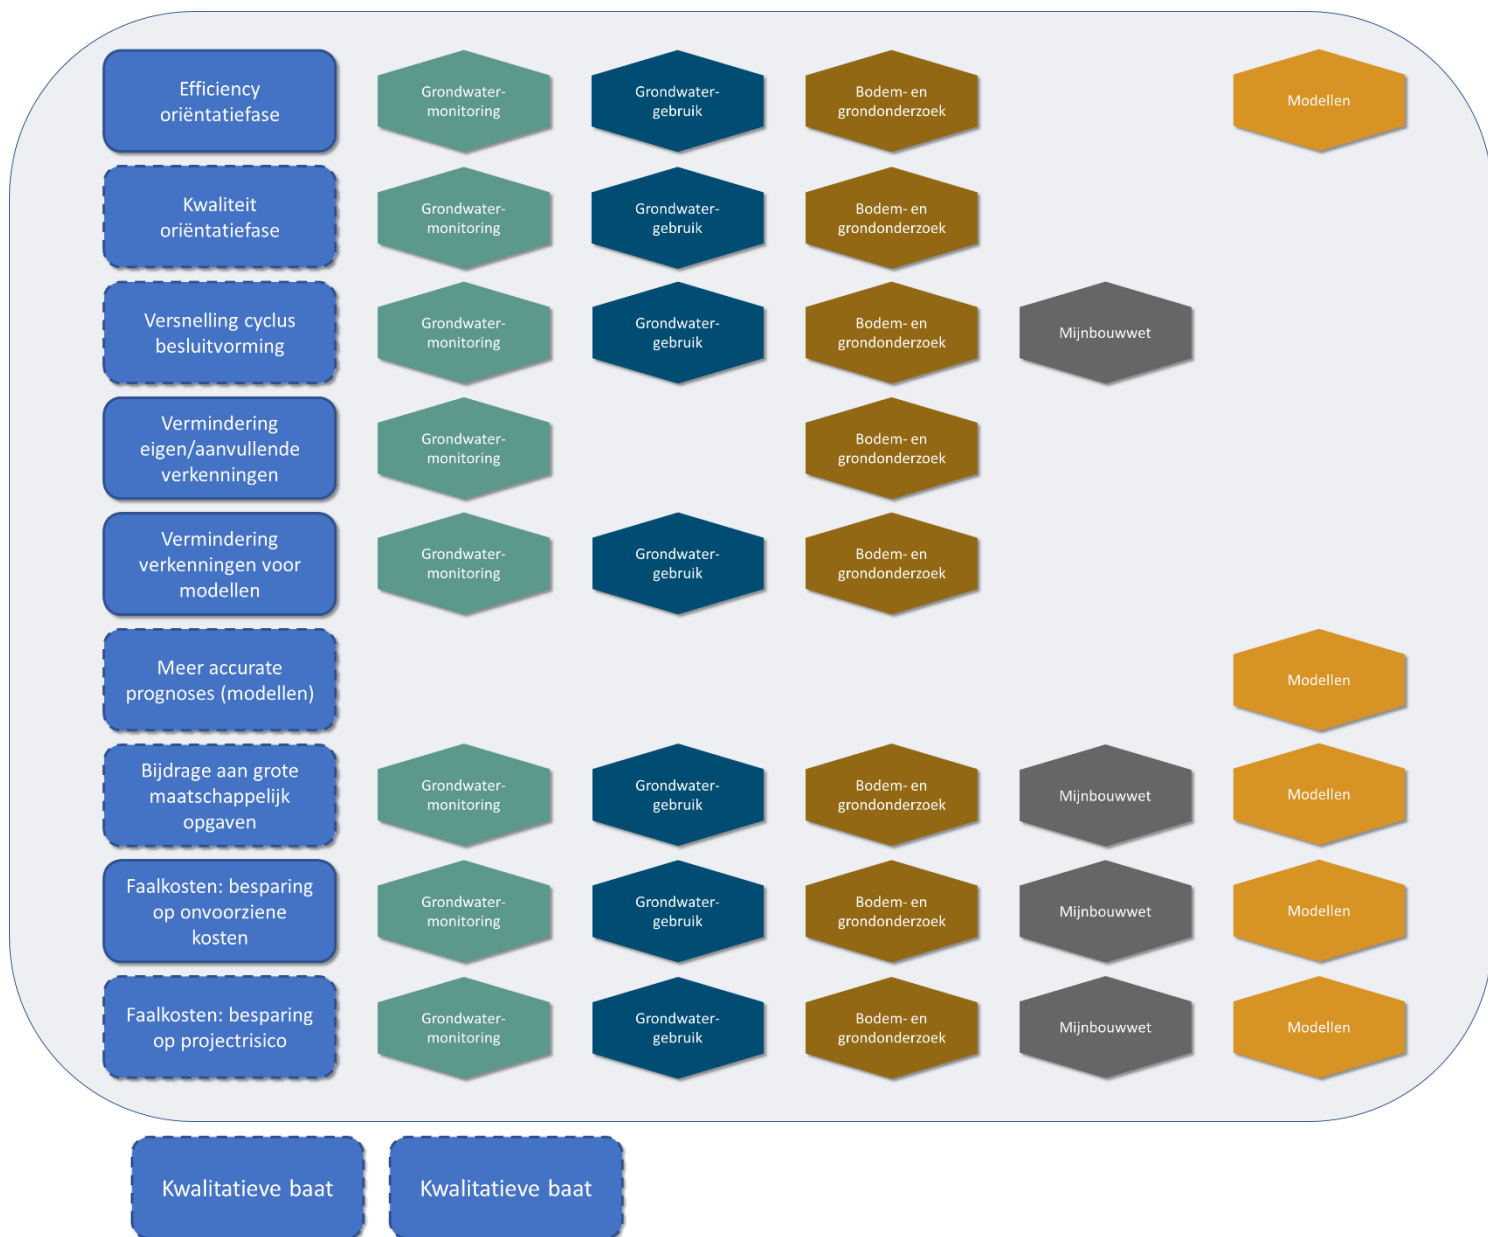 Efficiency
oriëntatiefase
Grondwater-
monitoring
Grondwater-
gebruik
Bodem- en
grondonderzoek
Modellen
Kwaliteit
oriëntatiefase
Grondwater-
monitoring
Grondwater-
gebruik
Bodem- en
grondonderzoek
Versnelling cyclus
besluitvorming
Grondwater-
monitoring
Grondwater-
gebruik
Bodem- en
grondonderzoek
Mijnbouwwet
Vermindering
eigen/aanvullende
verkenningen
Grondwater-
monitoring
Bodem- en
grondonderzoek
Vermindering
verkenningen voor
modellen
Grondwater-
monitoring
Grondwater-
gebruik
Bodem- en
grondonderzoek
Meer accurate
prognoses (modellen)
Modellen
Bijdrage aan grote
maatschappelijk
opgaven
Grondwater-
monitoring
Grondwater-
gebruik
Bodem- en
grondonderzoek
Mijnbouwwet
Modellen
Faalkosten: besparing
op onvoorziene
kosten
Grondwater-
monitoring
Grondwater-
gebruik
Bodem- en
grondonderzoek
Mijnbouwwet
Modellen
Faalkosten: besparing
op projectrisico
Grondwater-
monitoring
Grondwater-
gebruik
Bodem- en
grondonderzoek
Mijnbouwwet
Modellen
Kwalitatieve baat
Kwalitatieve baat